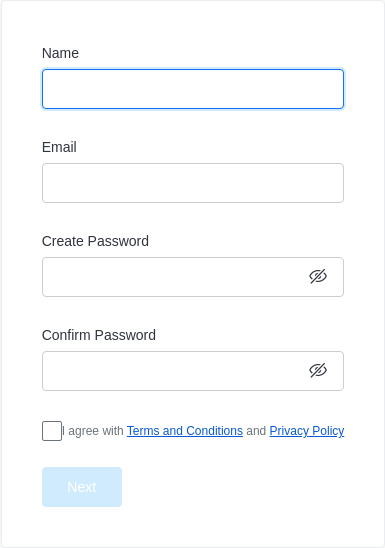 Name
Email
Create Password
Confirm Password
I agree with Terms and Conditions and Privacy Policy
Next